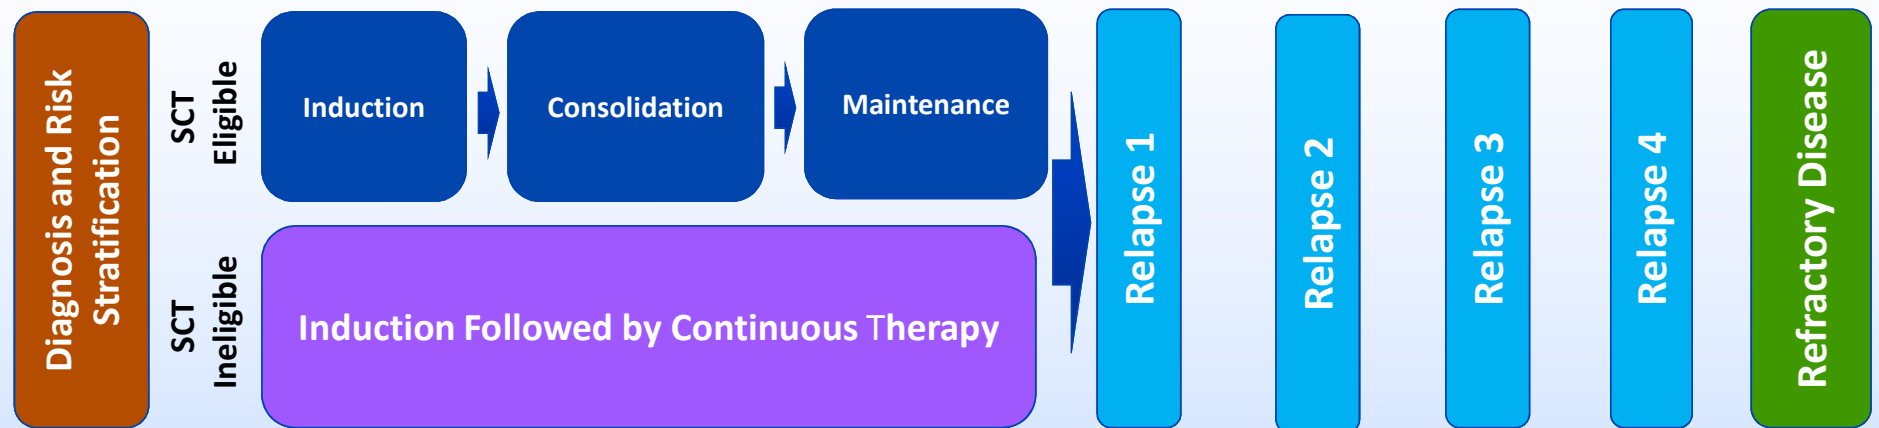 Diagnosis and Risk
Stratification
SCT
Eligible
Induction
Consolidation
Maintenance
SCT
Ineligible
Induction Followed by Continuous Therapy
Relapse 1
Relapse 2
Relapse 3
Relapse 4
Refractory Disease